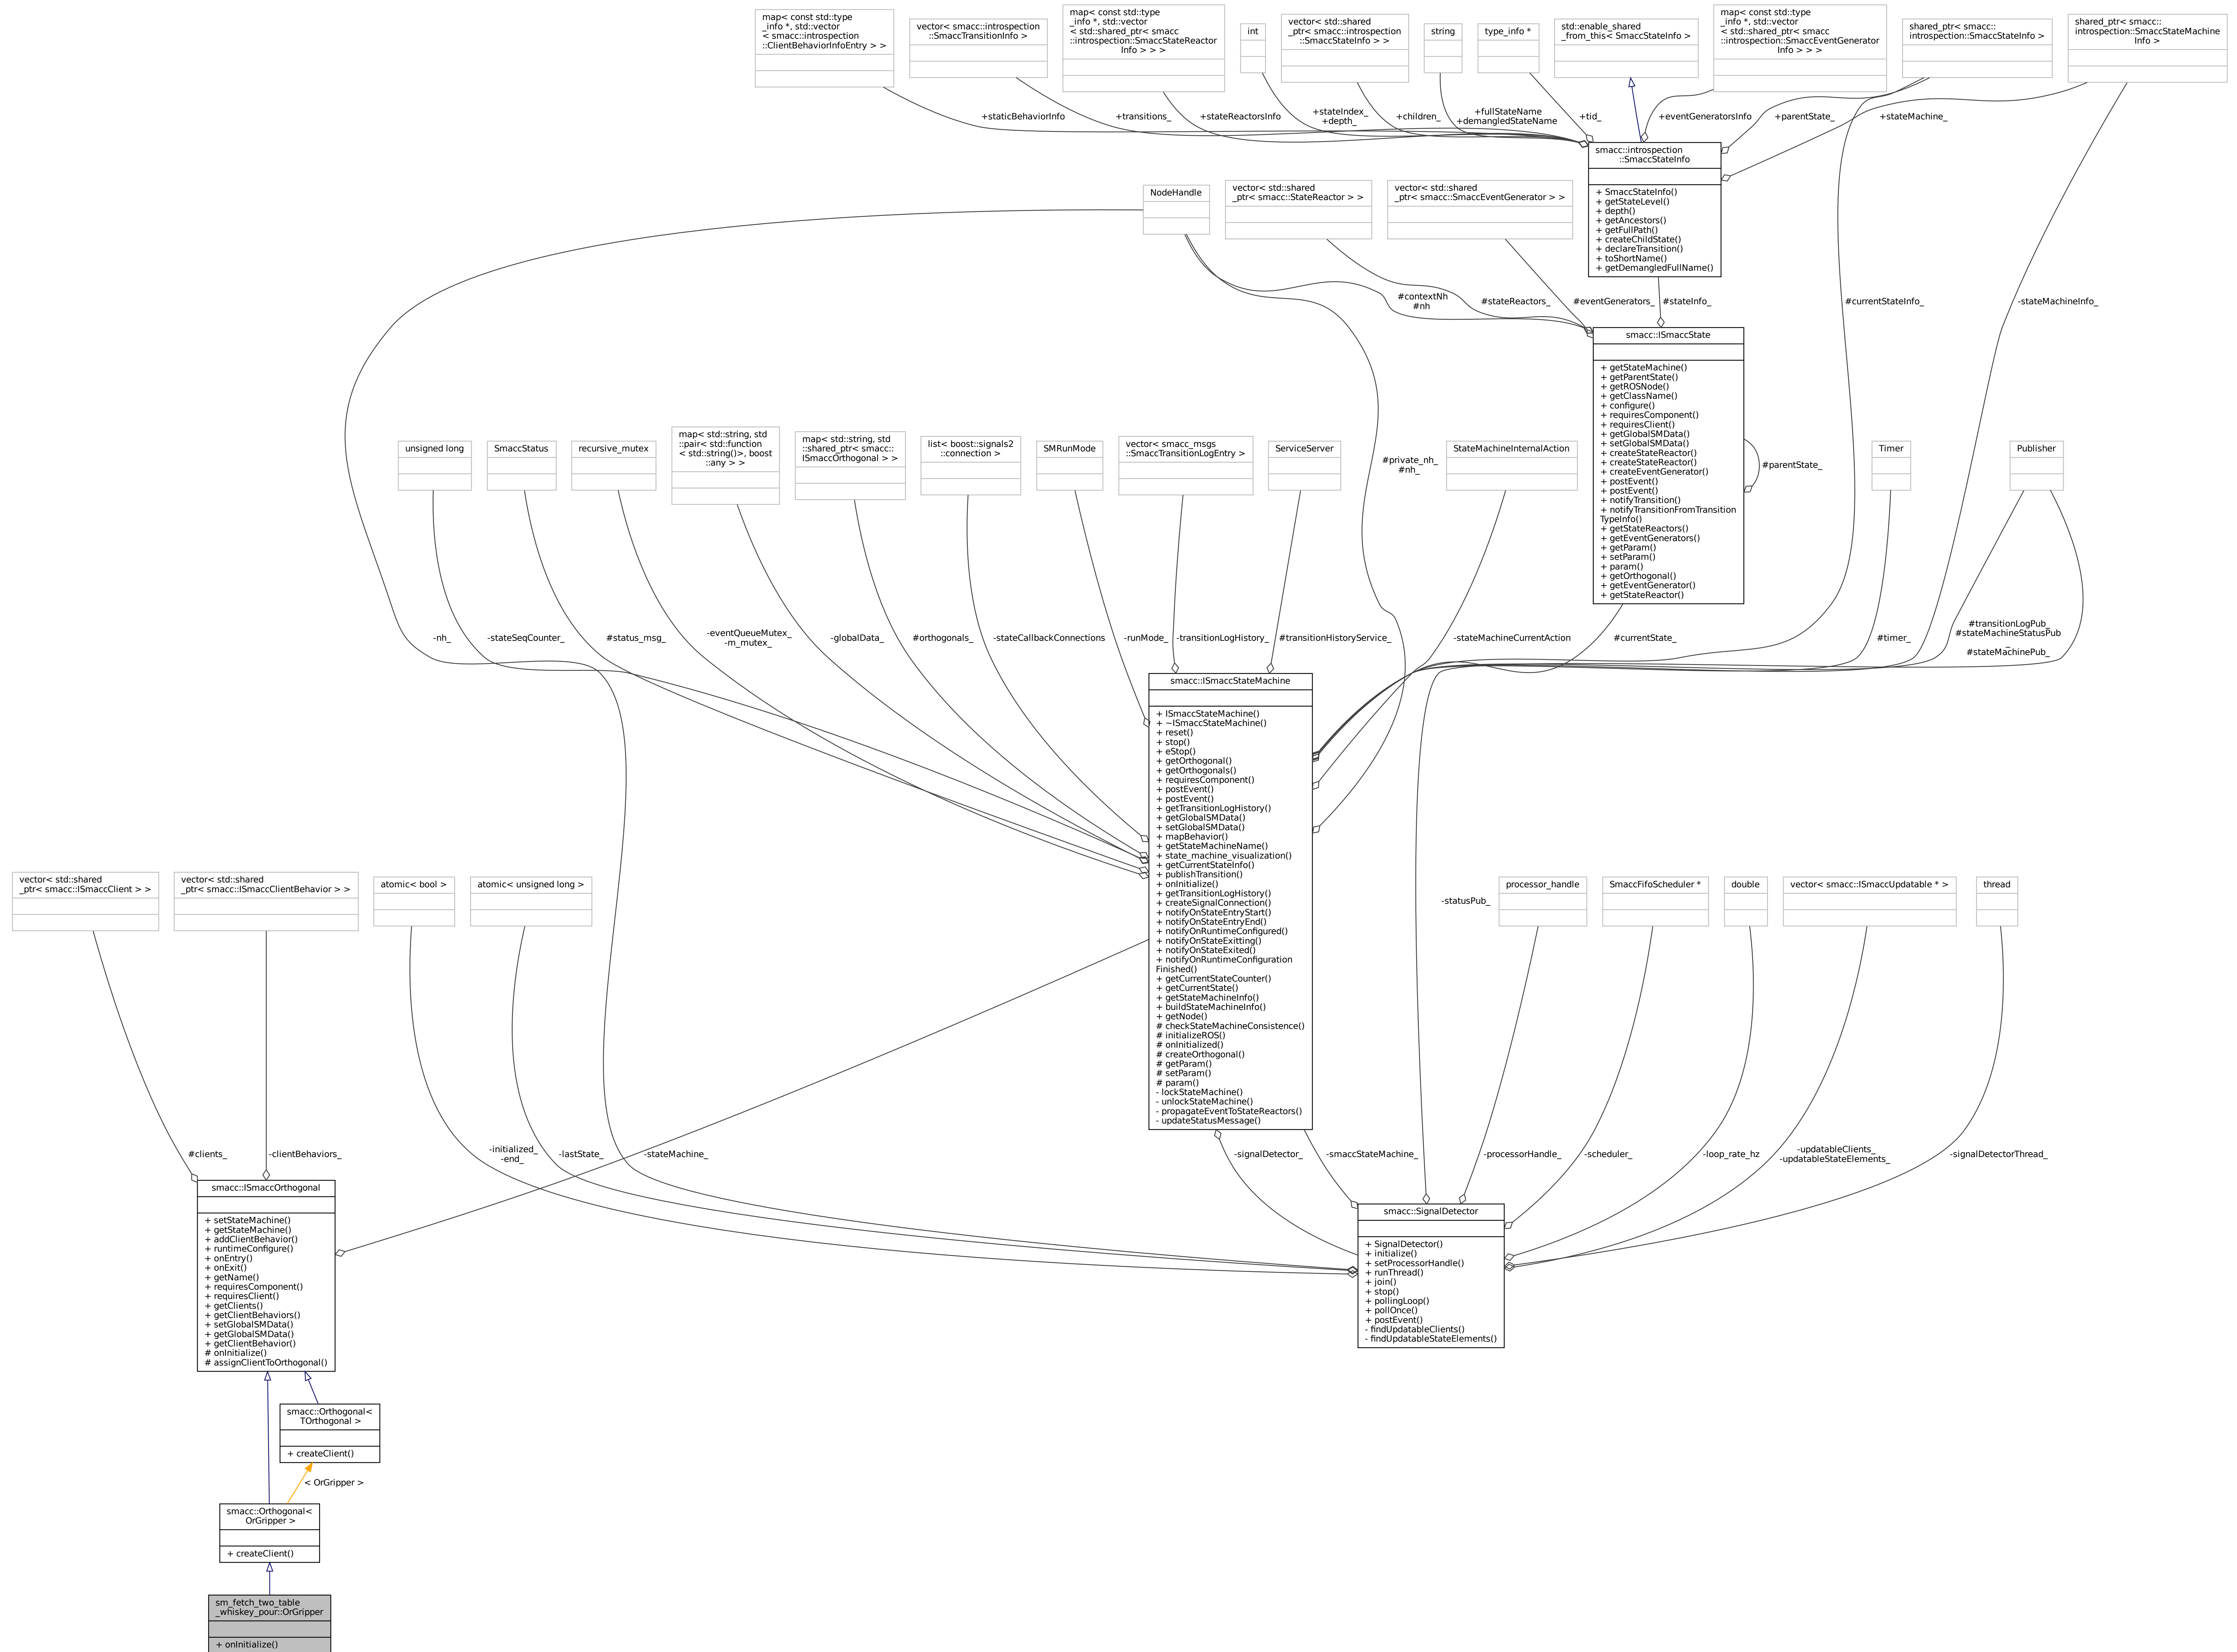 map< const std::type
_info *, std::vector
< smacc::introspection
::ClientBehaviorInfoEntry > >
vector< smacc::introspection
::SmaccTransitionInfo >
map< const std::type
_info *, std::vector
< std::shared_ptr< smacc
::introspection::SmaccStateReactor
Info > > >
int
vector< std::shared
_ptr< smacc::introspection
::SmaccStateInfo > >
string
type_info *
std::enable_shared
_from_this< SmaccStateInfo >
map< const std::type
_info *, std::vector
< std::shared_ptr< smacc
::introspection::SmaccEventGenerator
Info > > >
shared_ptr< smacc::
introspection::SmaccStateInfo >
shared_ptr< smacc::
introspection::SmaccStateMachine
Info >
+staticBehaviorInfo
+transitions_
+stateReactorsInfo
+stateIndex_
+depth_
+children_
+fullStateName
+demangledStateName
+tid_
+eventGeneratorsInfo
+parentState_
+stateMachine_
smacc::introspection
::SmaccStateInfo
+ SmaccStateInfo()
+ getStateLevel()
+ depth()
+ getAncestors()
+ getFullPath()
+ createChildState()
+ declareTransition()
+ toShortName()
+ getDemangledFullName()
NodeHandle
vector< std::shared
_ptr< smacc::StateReactor > >
vector< std::shared
_ptr< smacc::SmaccEventGenerator > >
#contextNh
#nh
#stateReactors_
#eventGenerators_
#stateInfo_
#currentStateInfo_
-stateMachineInfo_
smacc::ISmaccState
+ getStateMachine()
+ getParentState()
+ getROSNode()
+ getClassName()
+ configure()
+ requiresComponent()
+ requiresClient()
+ getGlobalSMData()
+ setGlobalSMData()
+ createStateReactor()
+ createStateReactor()
+ createEventGenerator()
+ postEvent()
+ postEvent()
+ notifyTransition()
+ notifyTransitionFromTransition
TypeInfo()
+ getStateReactors()
+ getEventGenerators()
+ getParam()
+ setParam()
+ param()
+ getOrthogonal()
+ getEventGenerator()
+ getStateReactor()
#parentState_
unsigned long
SmaccStatus
recursive_mutex
map< std::string, std
::pair< std::function
< std::string()>, boost
::any > >
map< std::string, std
::shared_ptr< smacc::
ISmaccOrthogonal > >
list< boost::signals2
::connection >
SMRunMode
vector< smacc_msgs
::SmaccTransitionLogEntry >
ServiceServer
#private_nh_
#nh_
StateMachineInternalAction
Timer
Publisher
-nh_
-stateSeqCounter_
#status_msg_
-eventQueueMutex_
-m_mutex_
-globalData_
#orthogonals_
-stateCallbackConnections
-runMode_
-transitionLogHistory_
#transitionHistoryService_
-stateMachineCurrentAction
#currentState_
#timer_
#transitionLogPub_
#stateMachineStatusPub
_
#stateMachinePub_
smacc::ISmaccStateMachine
+ ISmaccStateMachine()
+ ~ISmaccStateMachine()
+ reset()
+ stop()
+ eStop()
+ getOrthogonal()
+ getOrthogonals()
+ requiresComponent()
+ postEvent()
+ postEvent()
+ getTransitionLogHistory()
+ getGlobalSMData()
+ setGlobalSMData()
+ mapBehavior()
+ getStateMachineName()
+ state_machine_visualization()
+ getCurrentStateInfo()
+ publishTransition()
+ onInitialize()
+ getTransitionLogHistory()
+ createSignalConnection()
+ notifyOnStateEntryStart()
+ notifyOnStateEntryEnd()
+ notifyOnRuntimeConfigured()
+ notifyOnStateExitting()
+ notifyOnStateExited()
+ notifyOnRuntimeConfiguration
Finished()
+ getCurrentStateCounter()
+ getCurrentState()
+ getStateMachineInfo()
+ buildStateMachineInfo()
+ getNode()
# checkStateMachineConsistence()
# initializeROS()
# onInitialized()
# createOrthogonal()
# getParam()
# setParam()
# param()
- lockStateMachine()
- unlockStateMachine()
- propagateEventToStateReactors()
- updateStatusMessage()
vector< std::shared
_ptr< smacc::ISmaccClient > >
vector< std::shared
_ptr< smacc::ISmaccClientBehavior > >
atomic< bool >
atomic< unsigned long >
-statusPub_
processor_handle
SmaccFifoScheduler *
double
vector< smacc::ISmaccUpdatable * >
thread
#clients_
-clientBehaviors_
-initialized_
-end_
-lastState_
-stateMachine_
-signalDetector_
-smaccStateMachine_
-processorHandle_
-scheduler_
-loop_rate_hz
-updatableClients_
-updatableStateElements_
-signalDetectorThread_
smacc::ISmaccOrthogonal
+ setStateMachine()
+ getStateMachine()
+ addClientBehavior()
+ runtimeConfigure()
+ onEntry()
+ onExit()
+ getName()
+ requiresComponent()
+ requiresClient()
+ getClients()
+ getClientBehaviors()
+ setGlobalSMData()
+ getGlobalSMData()
+ getClientBehavior()
# onInitialize()
# assignClientToOrthogonal()
smacc::SignalDetector
+ SignalDetector()
+ initialize()
+ setProcessorHandle()
+ runThread()
+ join()
+ stop()
+ pollingLoop()
+ pollOnce()
+ postEvent()
- findUpdatableClients()
- findUpdatableStateElements()
smacc::Orthogonal<
TOrthogonal >
+ createClient()
< OrGripper >
smacc::Orthogonal<
OrGripper >
+ createClient()
sm_fetch_two_table
_whiskey_pour::OrGripper
+ onInitialize()